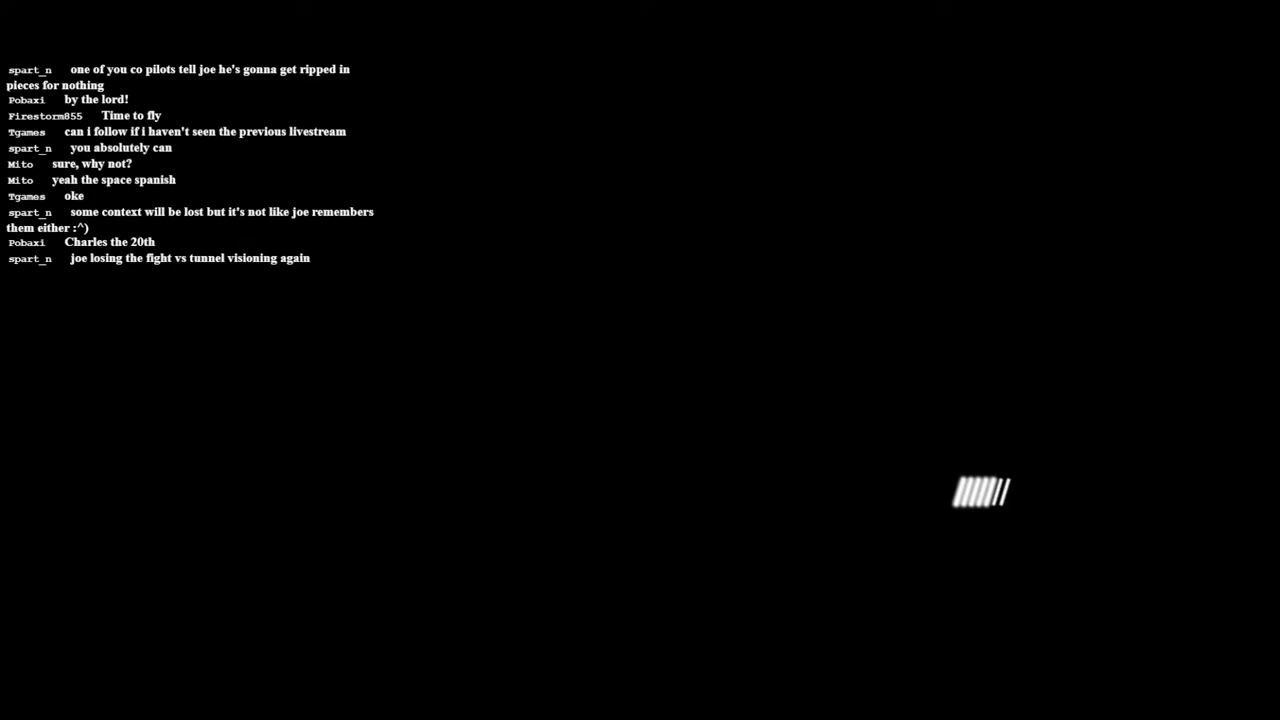 spart_n one of you co pilots tell joe he's gonna get ripped in
pieces for nothing
Pobaxi by the lord!
Firestorm855 Time to fly
Tgames can i follow if i haven't seen the previous livestream
spart_n you absolutely can
Mito sure, why not?
Mito yeah the space spanish
Tgames oke
spart_n some context will be lost but it's not like joe remembers
them either :^)
Pobaxi Charles the 20th
spart_n joe losing the fight vs tunnel visioning again